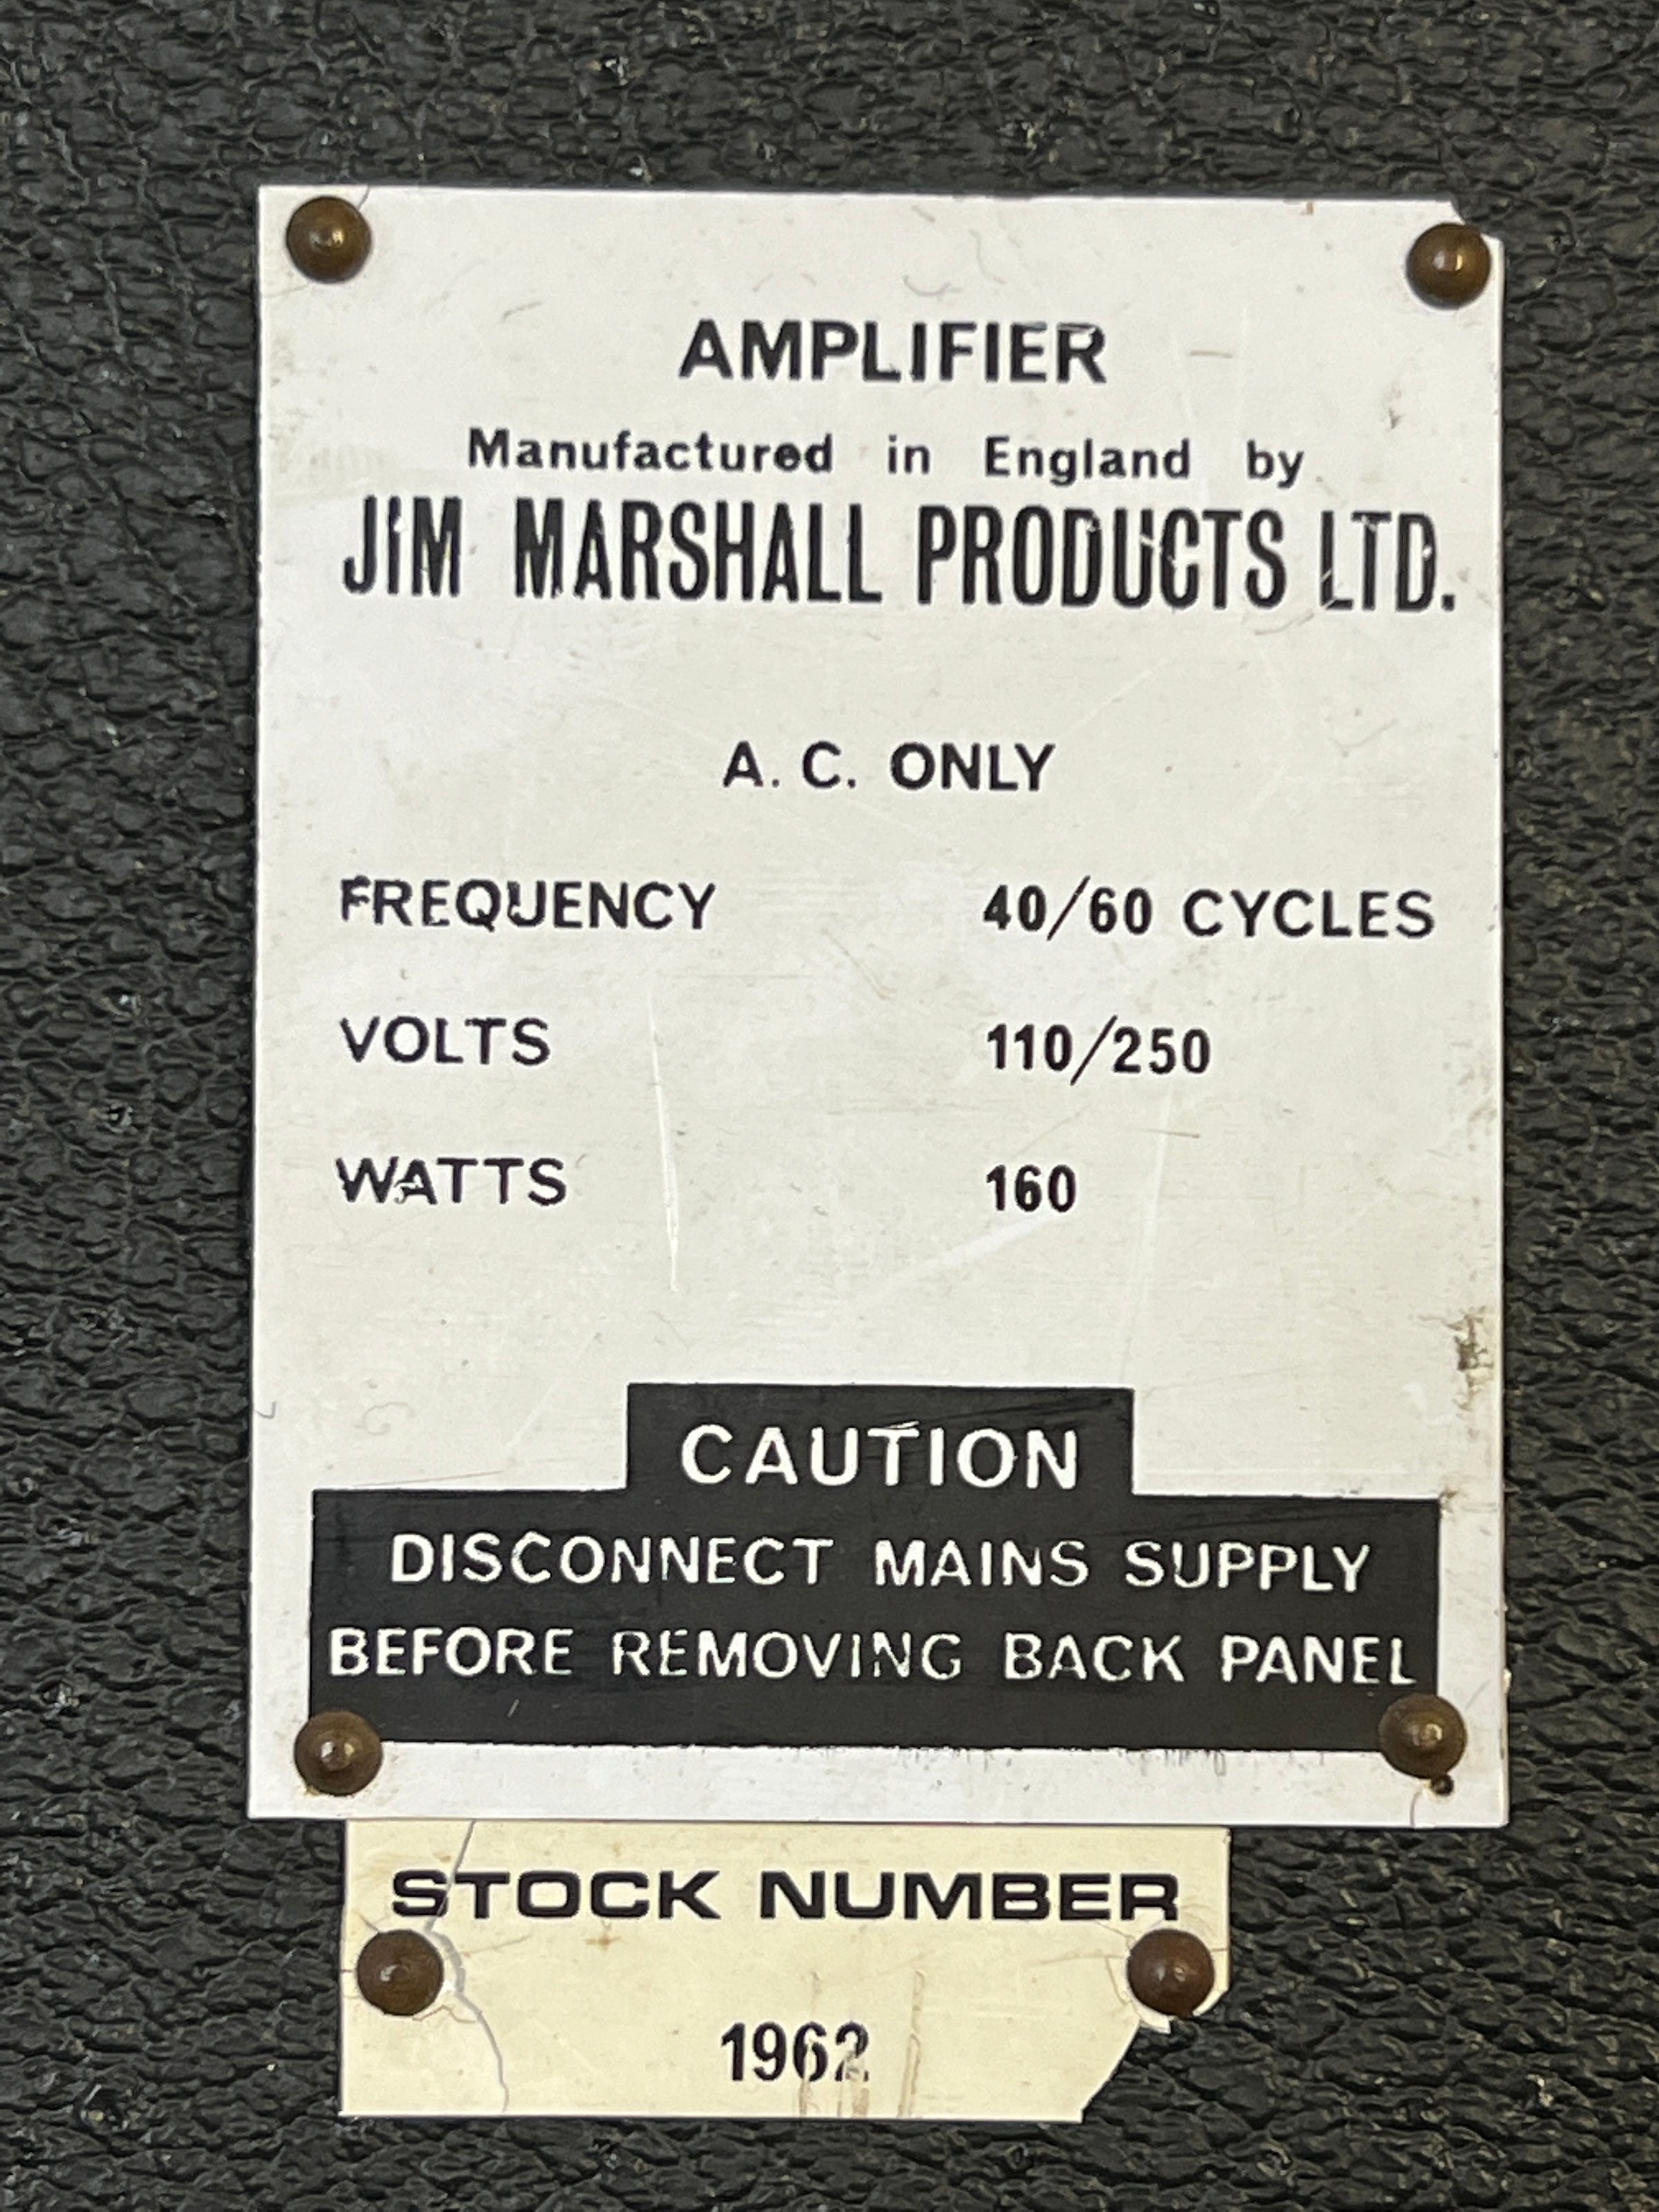 AMPLIFIER
Manufactured in England by
JIM MARSHALL PRODUCTS LTD.
A. C. ONLY
FREQUENCY 40/60 CYCLES
VOLTS 110/250
WATTS 160
CAUTION
DISCONNECT MAINS SUPPLY
BEFORE REMOVING BACK PANEL
STOCK NUMBER
1962